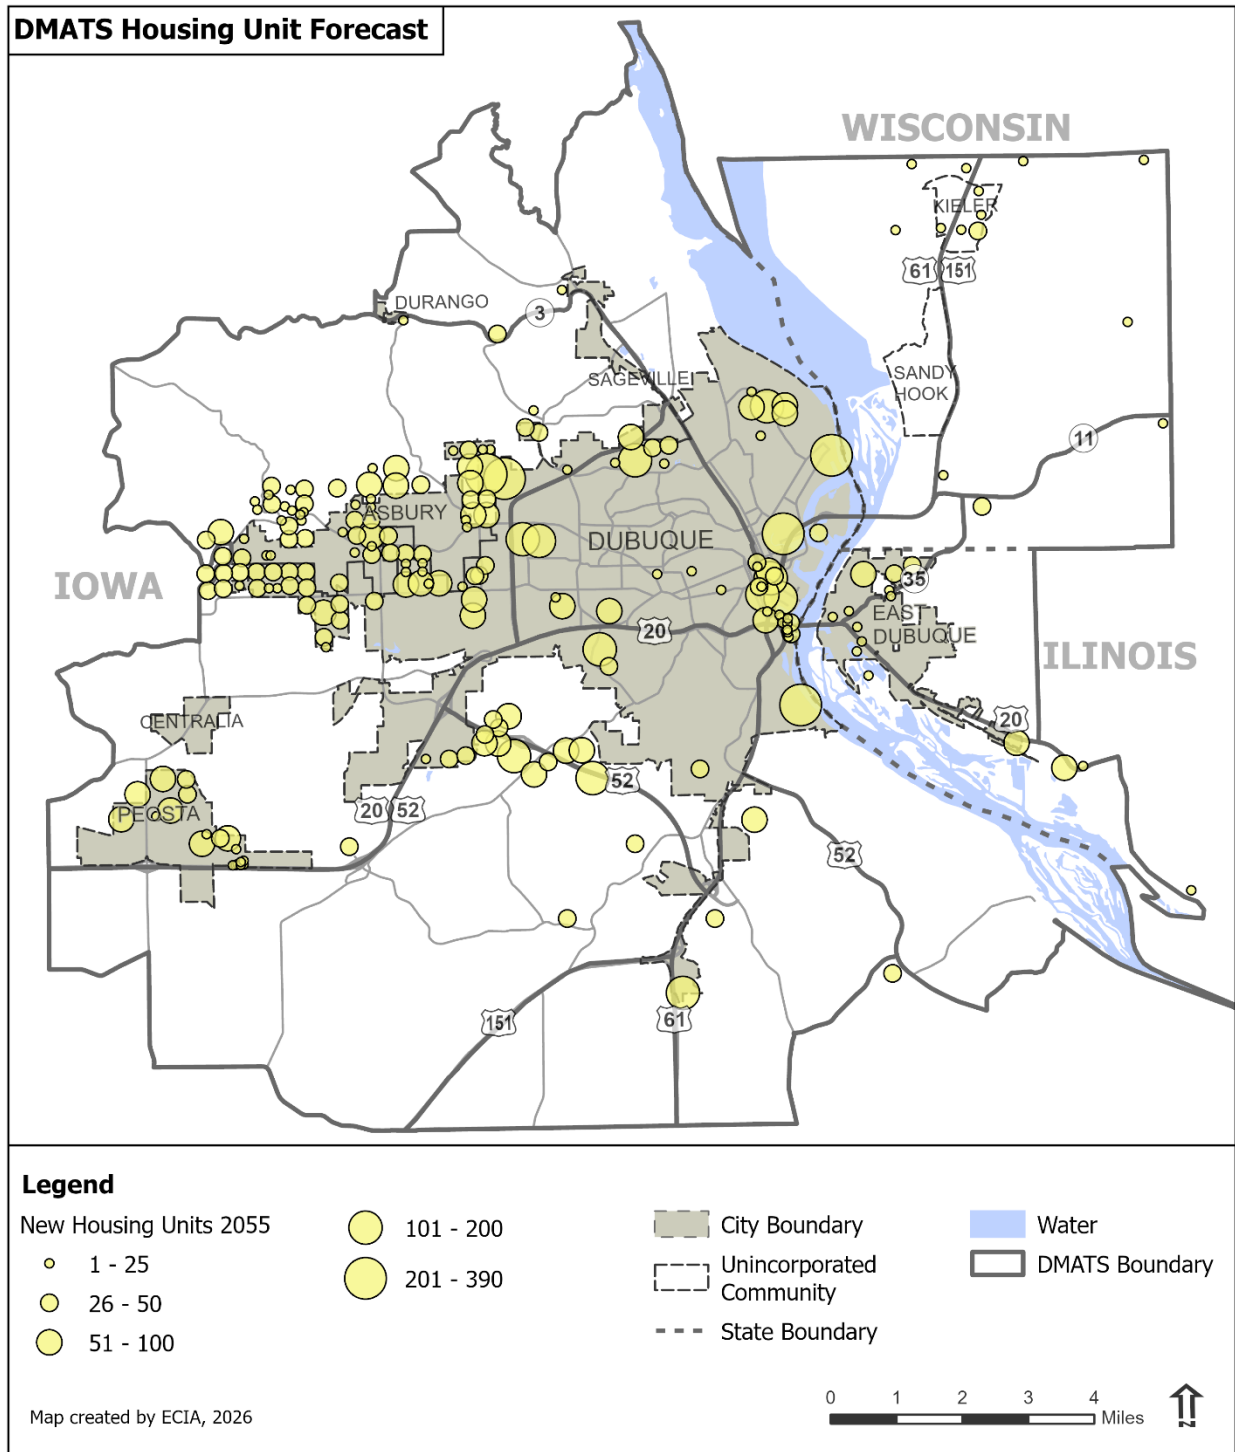 DMATS Housing Unit Forecast
WISCONSIN
KIELER
61
151
DURANGO
3
SAGEVILLE
SANDY
HOOK
11
ASBURY
DUBUQUE
IOWA
35
EAST
DUBUQUE
20
ILINOIS
CENTRALIA
20
52
PEOSTA
20
52
52
151
61
Legend
New Housing Units 2055
1 - 25
26 - 50
51 - 100
101 - 200
201 - 390
City Boundary
Unincorporated
Community
State Boundary
Water
DMATS Boundary
Map created by ECIA, 2026
0 1 2 3 4
Miles
N